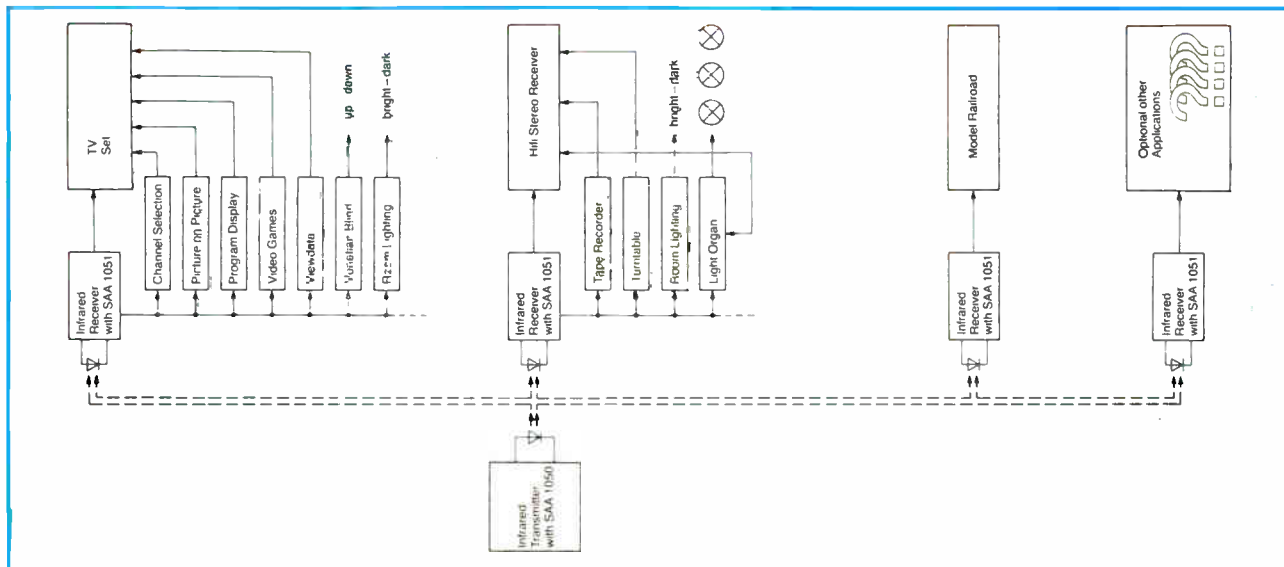 TV
Set
Infrared
Receiver
with SAA 1051
Channel Selection
Picture on Picture
Program Display
Video Games
Viewdata
Venetian Blind
up down
Room Lighting
bright–dark
Hifi Stereo Receiver
Infrared
Receiver
with SAA 1051
Tape Recorder
Turntable
Room Lighting
bright–dark
Light Organ
Model Railroad
Infrared
Receiver
with SAA 1051
Optional other
Applications
Infrared
Receiver
with SAA 1051
Infrared
Transmitter
with SAA 1050